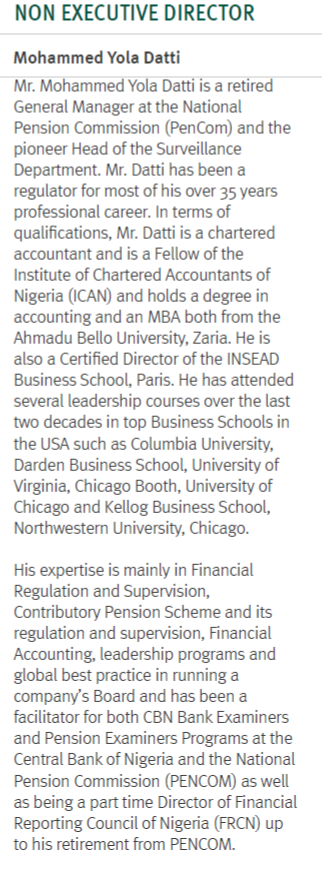 NON EXECUTIVE DIRECTOR
Mohammed Yola Datti
Mr. Mohammed Yola Datti is a retired
General Manager at the National
Pension Commission (PenCom) and the
pioneer Head of the Surveillance
Department. Mr. Datti has been a
regulator for most of his over 35 years
professional career. In terms of
qualifications, Mr. Datti is a chartered
accountant and is a Fellow of the
Institute of Chartered Accountants of
Nigeria (ICAN) and holds a degree in
accounting and an MBA both from the
Ahmadu Bello University, Zaria. He is
also a Certified Director of the INSEAD
Business School, Paris. He has attended
several leadership courses over the last
two decades in top Business Schools in
the USA such as Columbia University,
Darden Business School, University of
Virginia, Chicago Booth, University of
Chicago and Kellog Business School,
Northwestern University, Chicago.
His expertise is mainly in Financial
Regulation and Supervision,
Contributory Pension Scheme and its
regulation and supervision, Financial
Accounting, leadership programs and
global best practice in running a
company's Board and has been a
facilitator for both CBN Bank Examiners
and Pension Examiners Programs at the
Central Bank of Nigeria and the National
Pension Commission (PENCOM) as well
as being a part time Director of Financial
Reporting Council of Nigeria (FRCN) up
to his retirement from PENCOM.